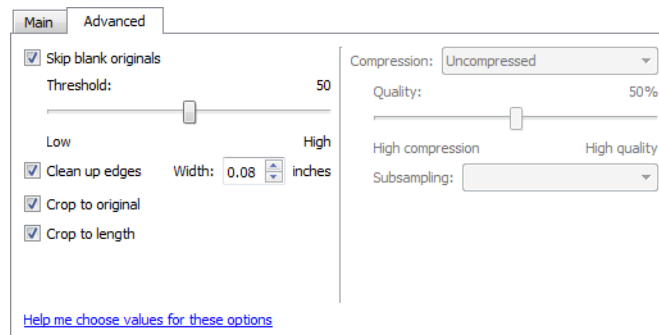 Main Advanced
Skip blank originals
Threshold: 50
Low High
Clean up edges Width: 0.08 inches
Crop to original
Crop to length
Help me choose values for these options
Compression: Uncompressed
Quality: 50%
High compression High quality
Subsampling: